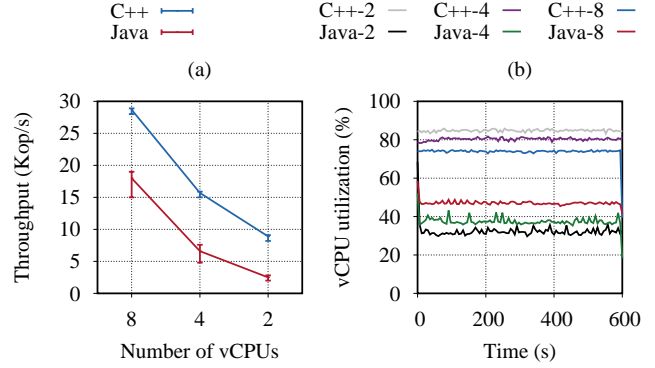 C++
Java
C++-2 C++-4 C++-8
Java-2 Java-4 Java-8
(a)
Throughput (Kop/s)
30
25
20
15
10
5
0
8 4 2
Number of vCPUs
(b)
vCPU utilization (%)
100
80
60
40
20
0
0 200 400 600
Time (s)